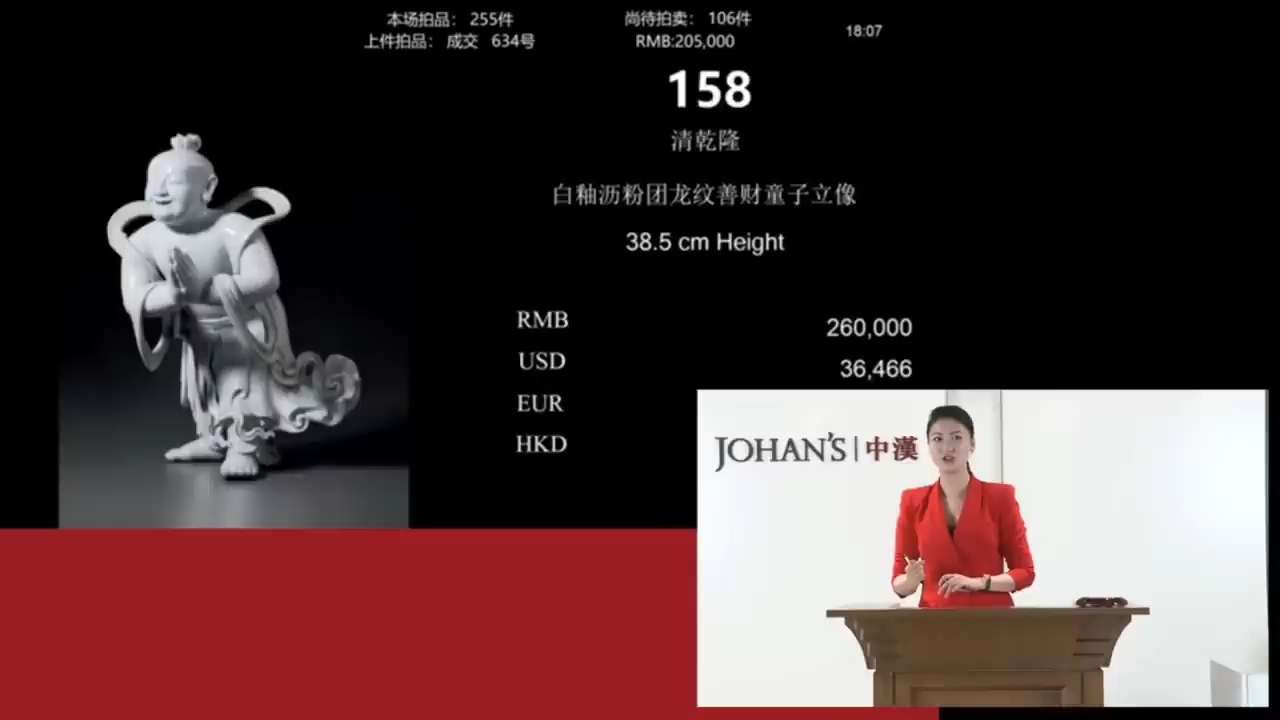 本场拍品： 255件
尚待拍卖： 106件
上件拍品： 成交 634号
RMB:205,000
18:07
158
清乾隆
白釉沥粉团龙纹善财童子立像
38.5 cm Height
RMB 260,000
USD 36,466
EUR
HKD
JOHAN'S | 中漢